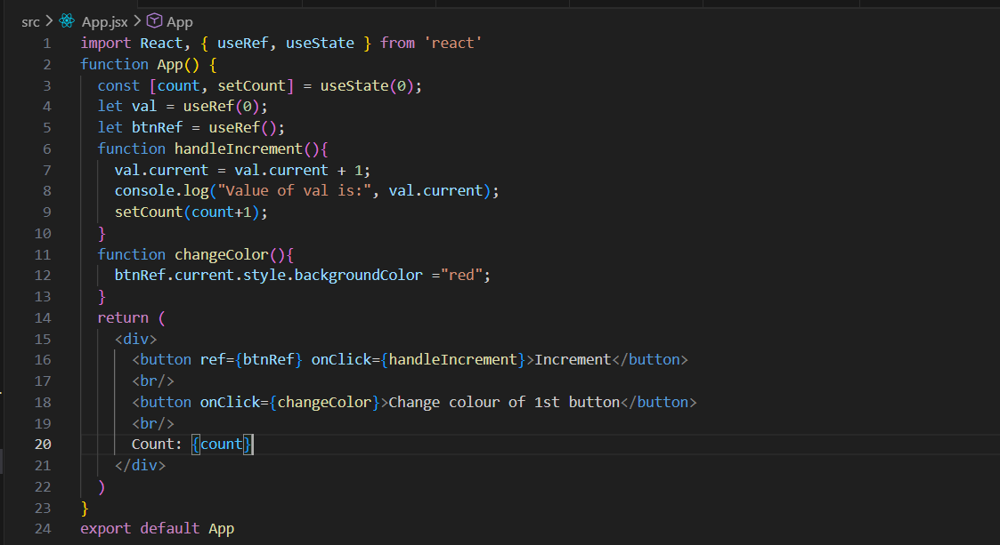 src > App.jsx > App
1 import React, { useRef, useState } from 'react'
2 function App() {
3   const [count, setCount] = useState(0);
4   let val = useRef(0);
5   let btnRef = useRef();
6   function handleIncrement(){
7     val.current = val.current + 1;
8     console.log("Value of val is:", val.current);
9     setCount(count+1);
10   }
11   function changeColor(){
12     btnRef.current.style.backgroundColor ="red";
13   }
14   return (
15     <div>
16       <button ref={btnRef} onClick={handleIncrement}>Increment</button>
17       <br/>
18       <button onClick={changeColor}>Change colour of 1st button</button>
19       <br/>
20       Count: {count}
21     </div>
22   )
23 }
24 export default App